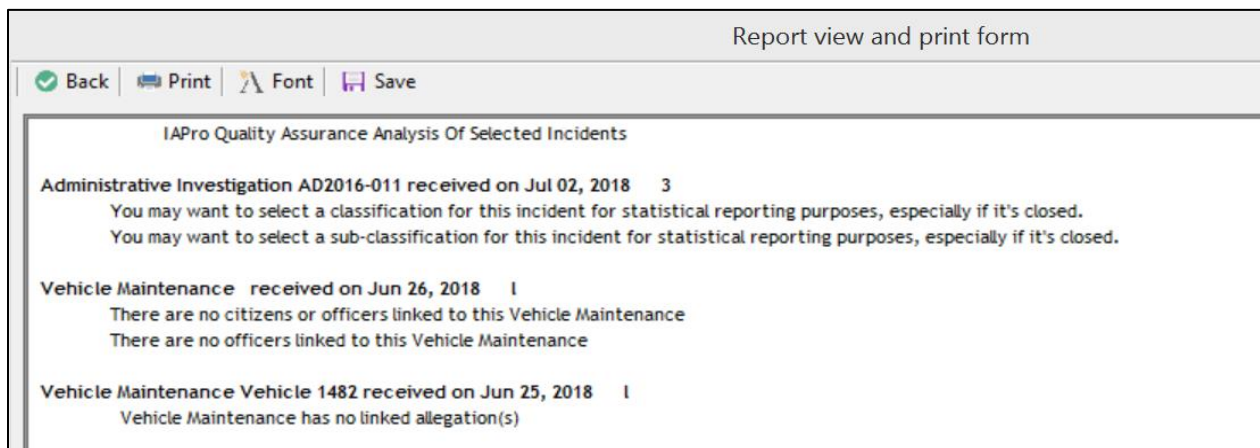 Report view and print form
Back Print Font Save
IAPro Quality Assurance Analysis Of Selected Incidents
Administrative Investigation AD2016-011 received on Jul 02, 2018 3
You may want to select a classification for this incident for statistical reporting purposes, especially if it's closed.
You may want to select a sub-classification for this incident for statistical reporting purposes, especially if it's closed.
Vehicle Maintenance received on Jun 26, 2018 l
There are no citizens or officers linked to this Vehicle Maintenance
There are no officers linked to this Vehicle Maintenance
Vehicle Maintenance Vehicle 1482 received on Jun 25, 2018 l
Vehicle Maintenance has no linked allegation(s)